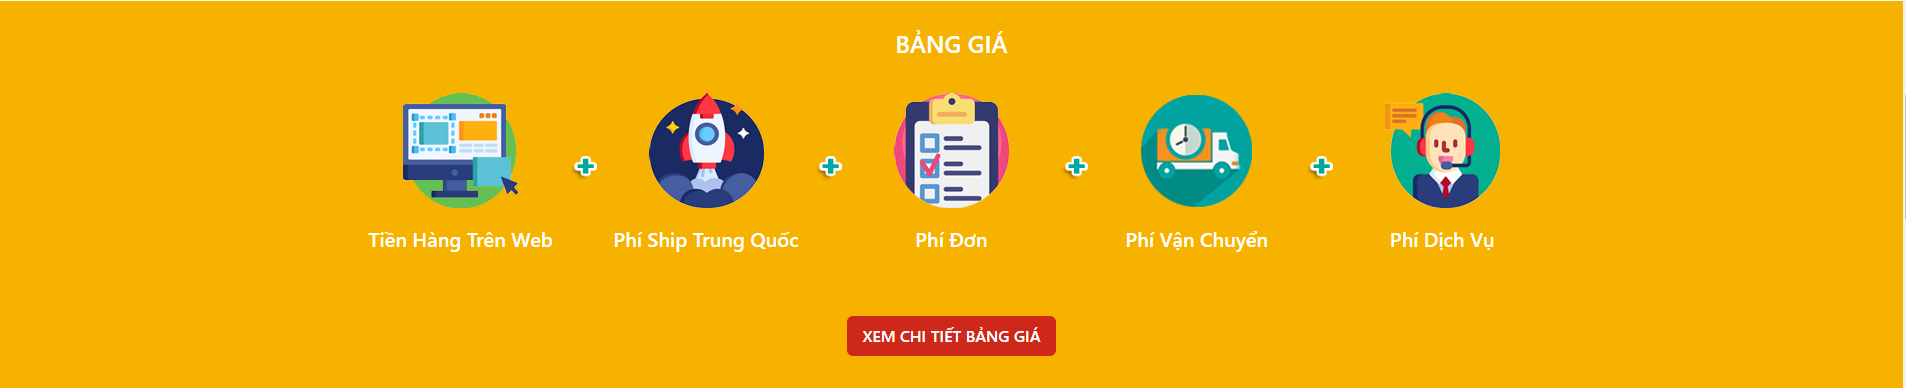 BẢNG GIÁ
Tiền Hàng Trên Web
Phí Ship Trung Quốc
Phí Đơn
Phí Vận Chuyển
Phí Dịch Vụ
XEM CHI TIẾT BẢNG GIÁ